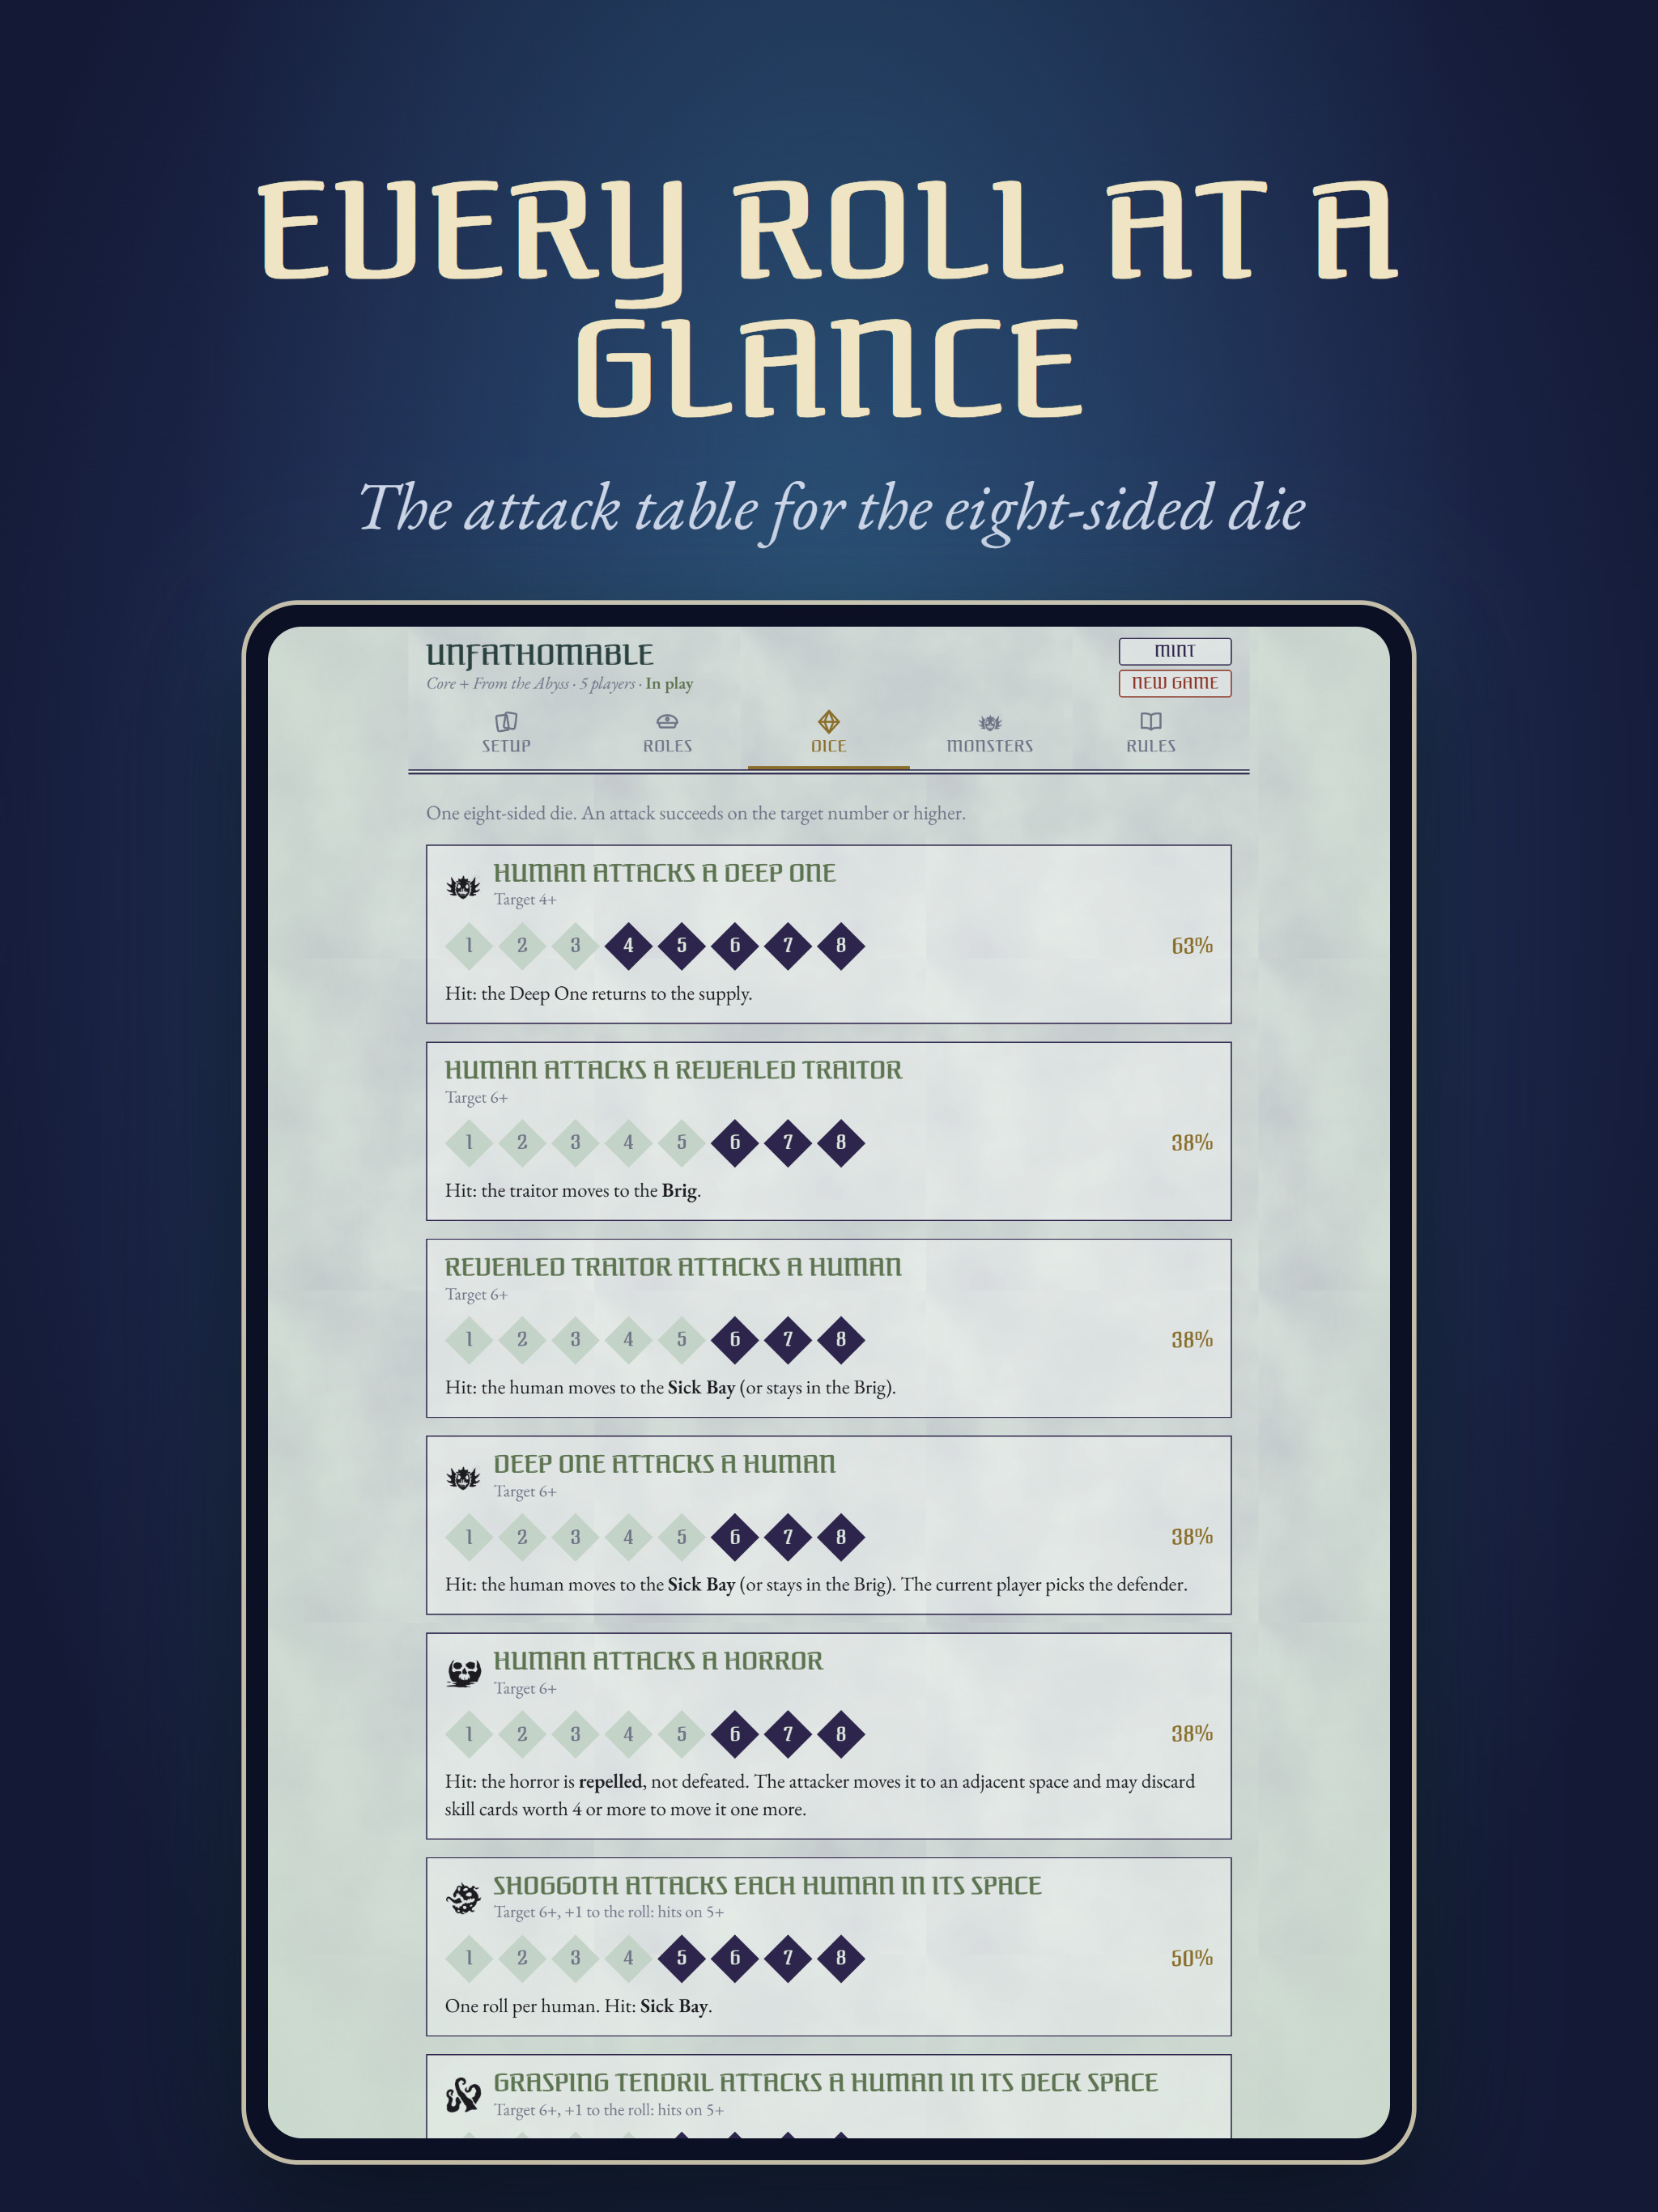 EVERY ROLL AT A
GLANCE
The attack table for the eight-sided die
UNFATHOMABLE
Core + From the Abyss · 5 players · In play
MINT
NEW GAME
SETUP
ROLES
DICE
MONSTERS
RULES
One eight-sided die. An attack succeeds on the target number or higher.
HUMAN ATTACKS A DEEP ONE
Target 4+
1 2 3 4 5 6 7 8 63%
Hit: the Deep One returns to the supply.
HUMAN ATTACKS A REVEALED TRAITOR
Target 6+
1 2 3 4 5 6 7 8 38%
Hit: the traitor moves to the Brig.
REVEALED TRAITOR ATTACKS A HUMAN
Target 6+
1 2 3 4 5 6 7 8 38%
Hit: the human moves to the Sick Bay (or stays in the Brig).
DEEP ONE ATTACKS A HUMAN
Target 6+
1 2 3 4 5 6 7 8 38%
Hit: the human moves to the Sick Bay (or stays in the Brig). The current player picks the defender.
HUMAN ATTACKS A HORROR
Target 6+
1 2 3 4 5 6 7 8 38%
Hit: the horror is repelled, not defeated. The attacker moves it to an adjacent space and may discard
skill cards worth 4 or more to move it one more.
SHOGGOTH ATTACKS EACH HUMAN IN ITS SPACE
Target 6+, +1 to the roll: hits on 5+
1 2 3 4 5 6 7 8 50%
One roll per human. Hit: Sick Bay.
GRASPING TENDRIL ATTACKS A HUMAN IN ITS DECK SPACE
Target 6+, +1 to the roll: hits on 5+